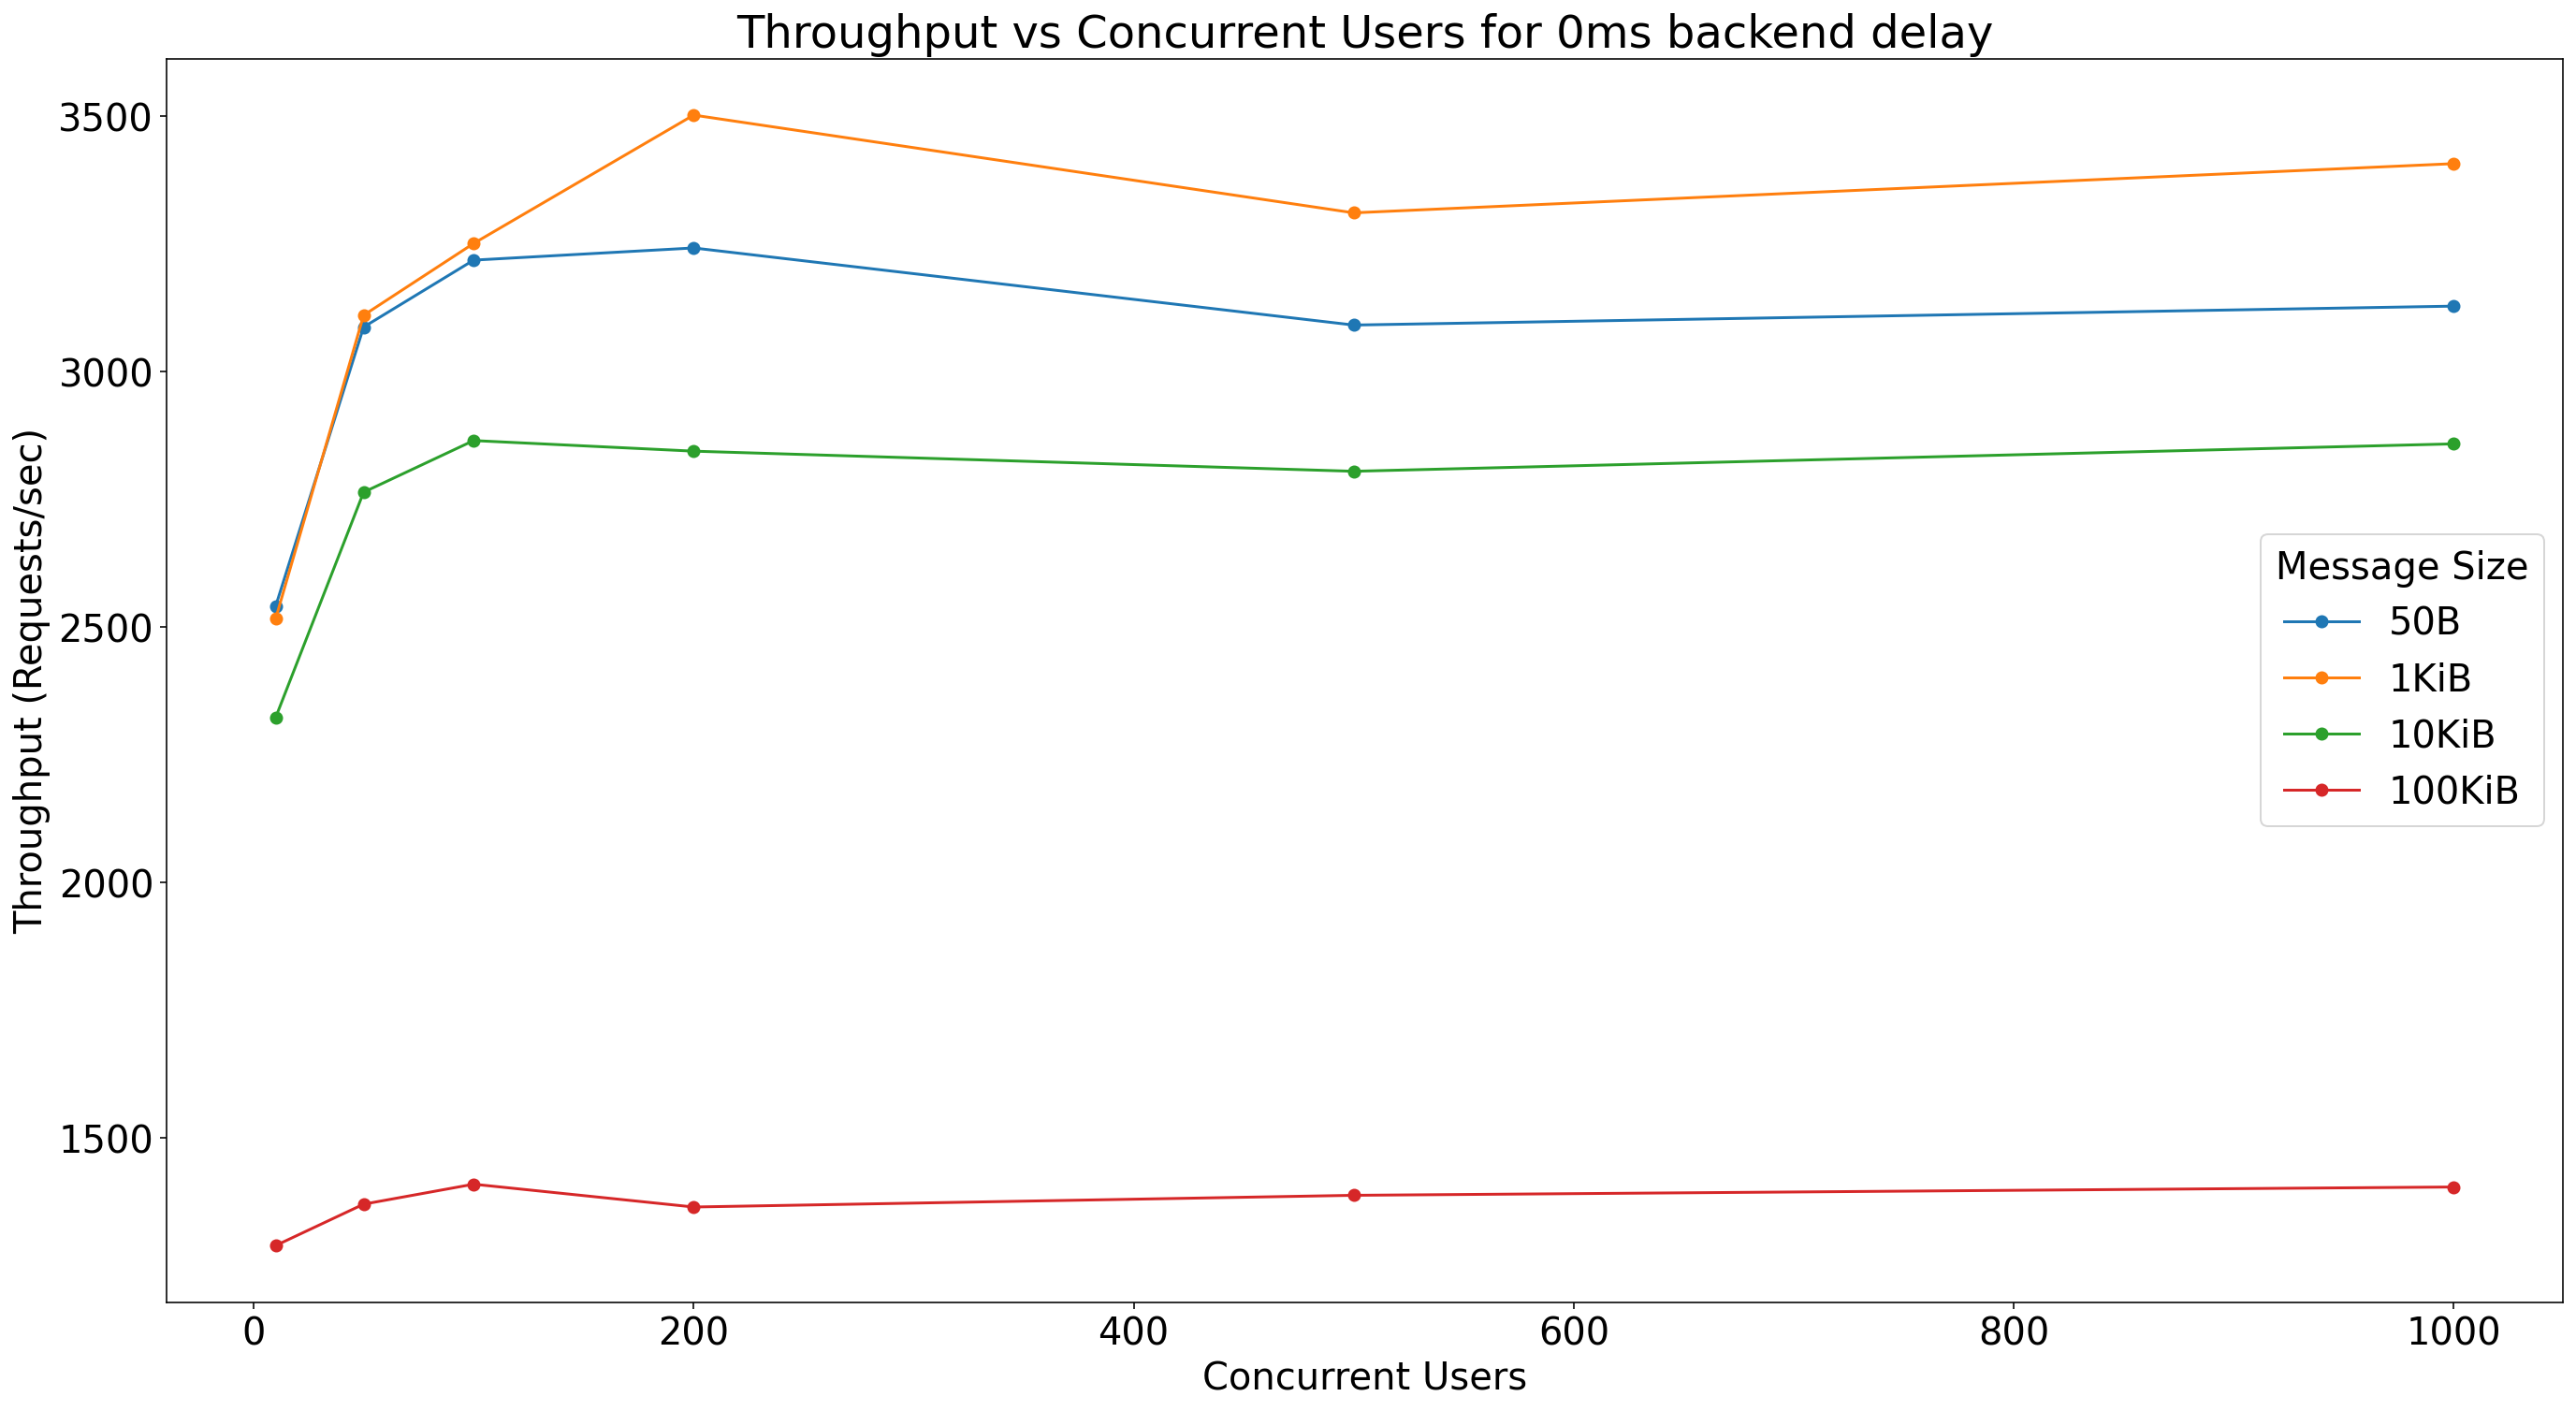 Throughput vs Concurrent Users for 0ms backend delay
Throughput (Requests/sec)
3500
3000
2500
2000
1500
Message Size
50B
1KiB
10KiB
100KiB
0 200 400 600 800 1000
Concurrent Users